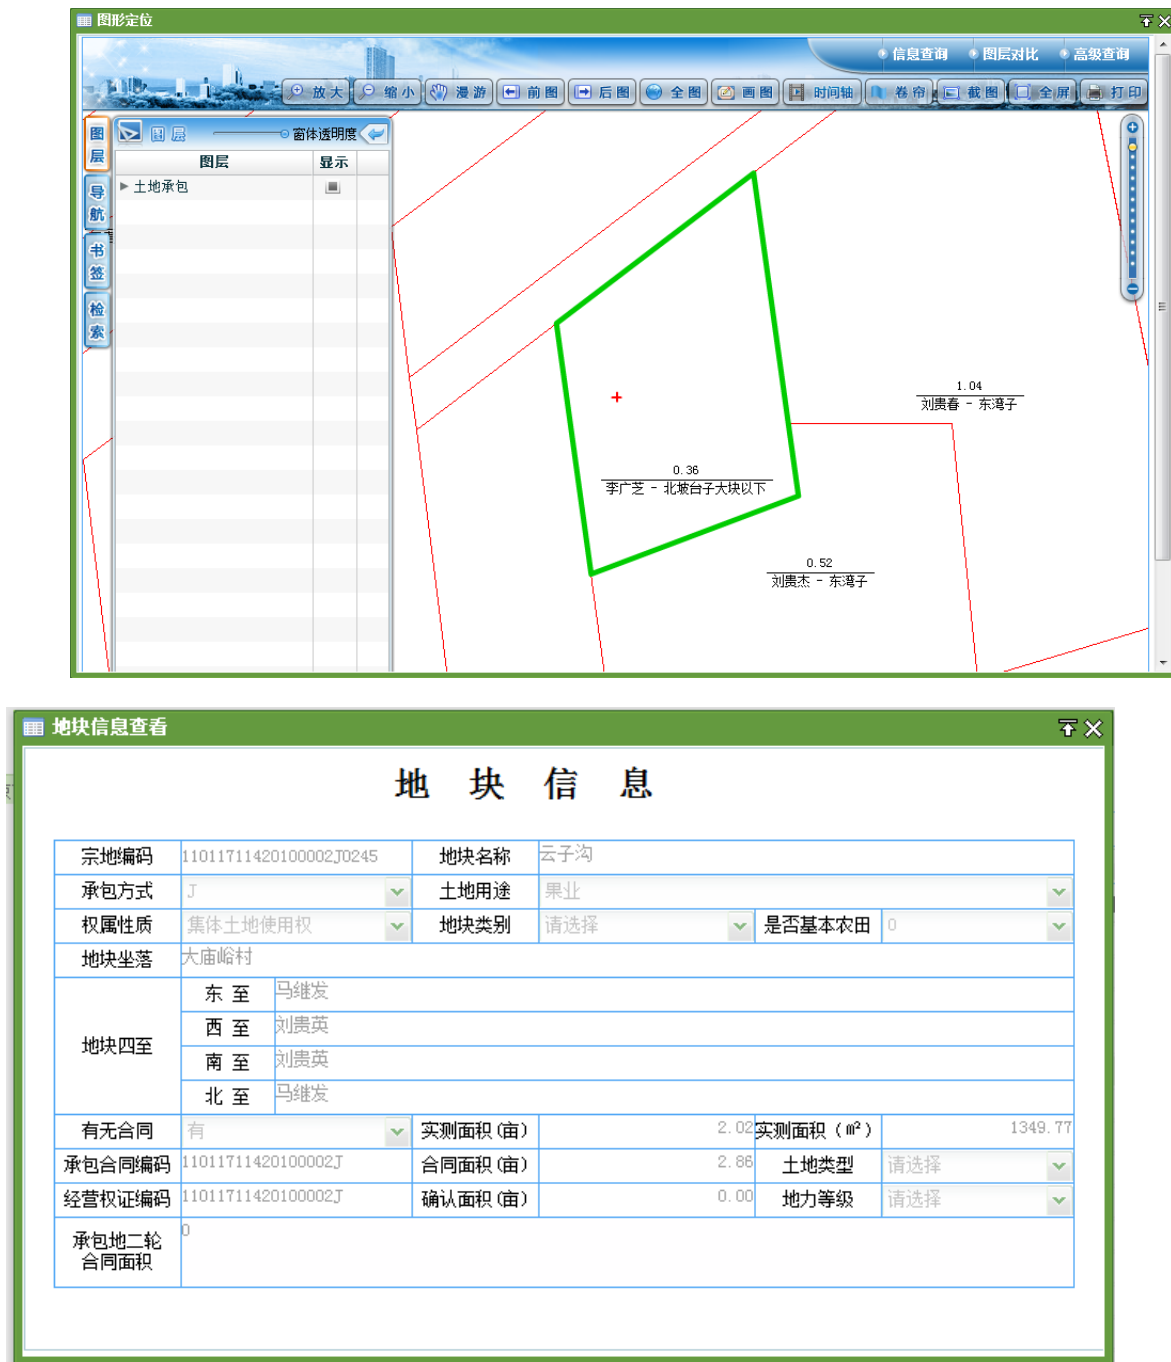 图形定位
信息查询 图层对比 高级查询
放大 缩小 漫游 前图 后图 全图 画图 时间轴 卷帘 截图 全屏 打印
图层
导航
书签
检索
图层 窗体透明度
图层 显示
土地承包
1.04
刘贵春 - 东湾子
0.36
李广芝 - 北坡台子大块以下
0.52
刘贵杰 - 东湾子
地块信息查看
地 块 信 息
宗地编码 11011711420100002J0245 地块名称 云子沟
承包方式 J 土地用途 果业
权属性质 集体土地使用权 地块类别 请选择 是否基本农田 0
地块坐落 大庙峪村
地块四至
东 至 马继发
西 至 刘贵英
南 至 刘贵英
北 至 马继发
有无合同 有 实测面积(亩) 2.02 实测面积（m²） 1349.77
承包合同编码 11011711420100002J 合同面积(亩) 2.86 土地类型 请选择
经营权证编码 11011711420100002J 确认面积(亩) 0.00 地力等级 请选择
承包地二轮
合同面积 0